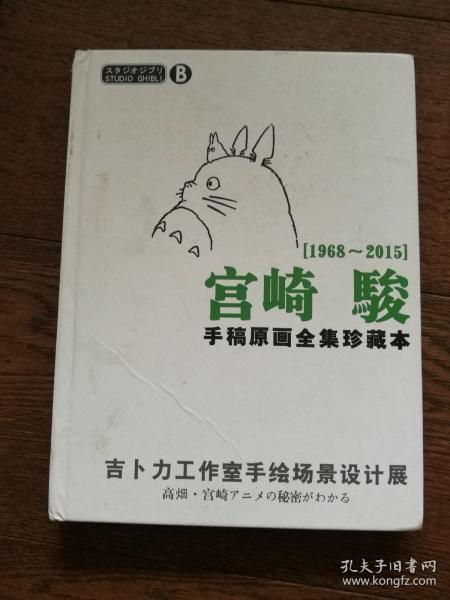 スタジオジブリ
STUDIO GHIBLI
B
[1968～2015]
宫崎 駿
手稿原画全集珍藏本
吉卜力工作室手绘场景设计展
高畑・宮崎アニメの秘密がわかる
孔夫子旧书网
www.kongfz.com